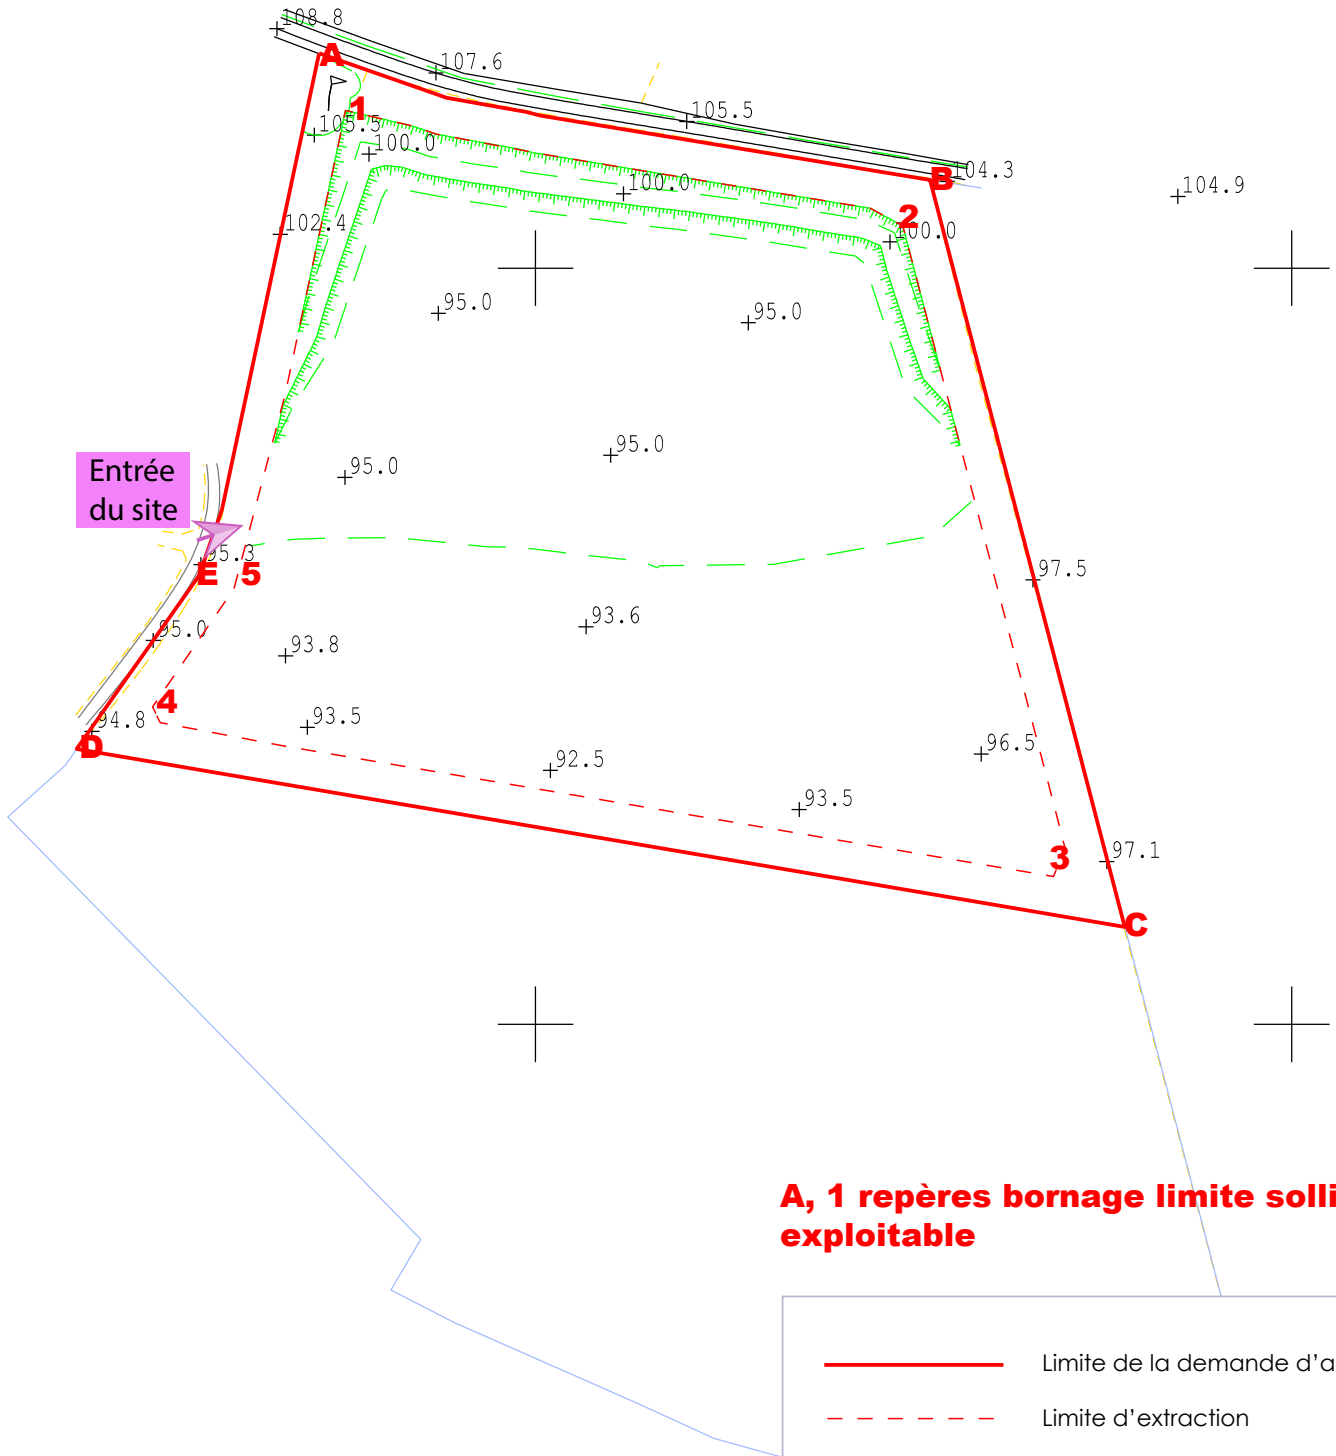 108.8
A
107.6
1
105.5
105.5
100.0
104.3
B
104.9
100.0
2
100.0
102.4
95.0
95.0
95.0
95.0
Entrée
du site
95.3
E
5
97.5
93.6
95.0
93.8
4
93.5
94.8
D
92.5
96.5
93.5
3
97.1
C
A, 1 repères bornage limite solli
exploitable
Limite de la demande d'a
Limite d'extraction